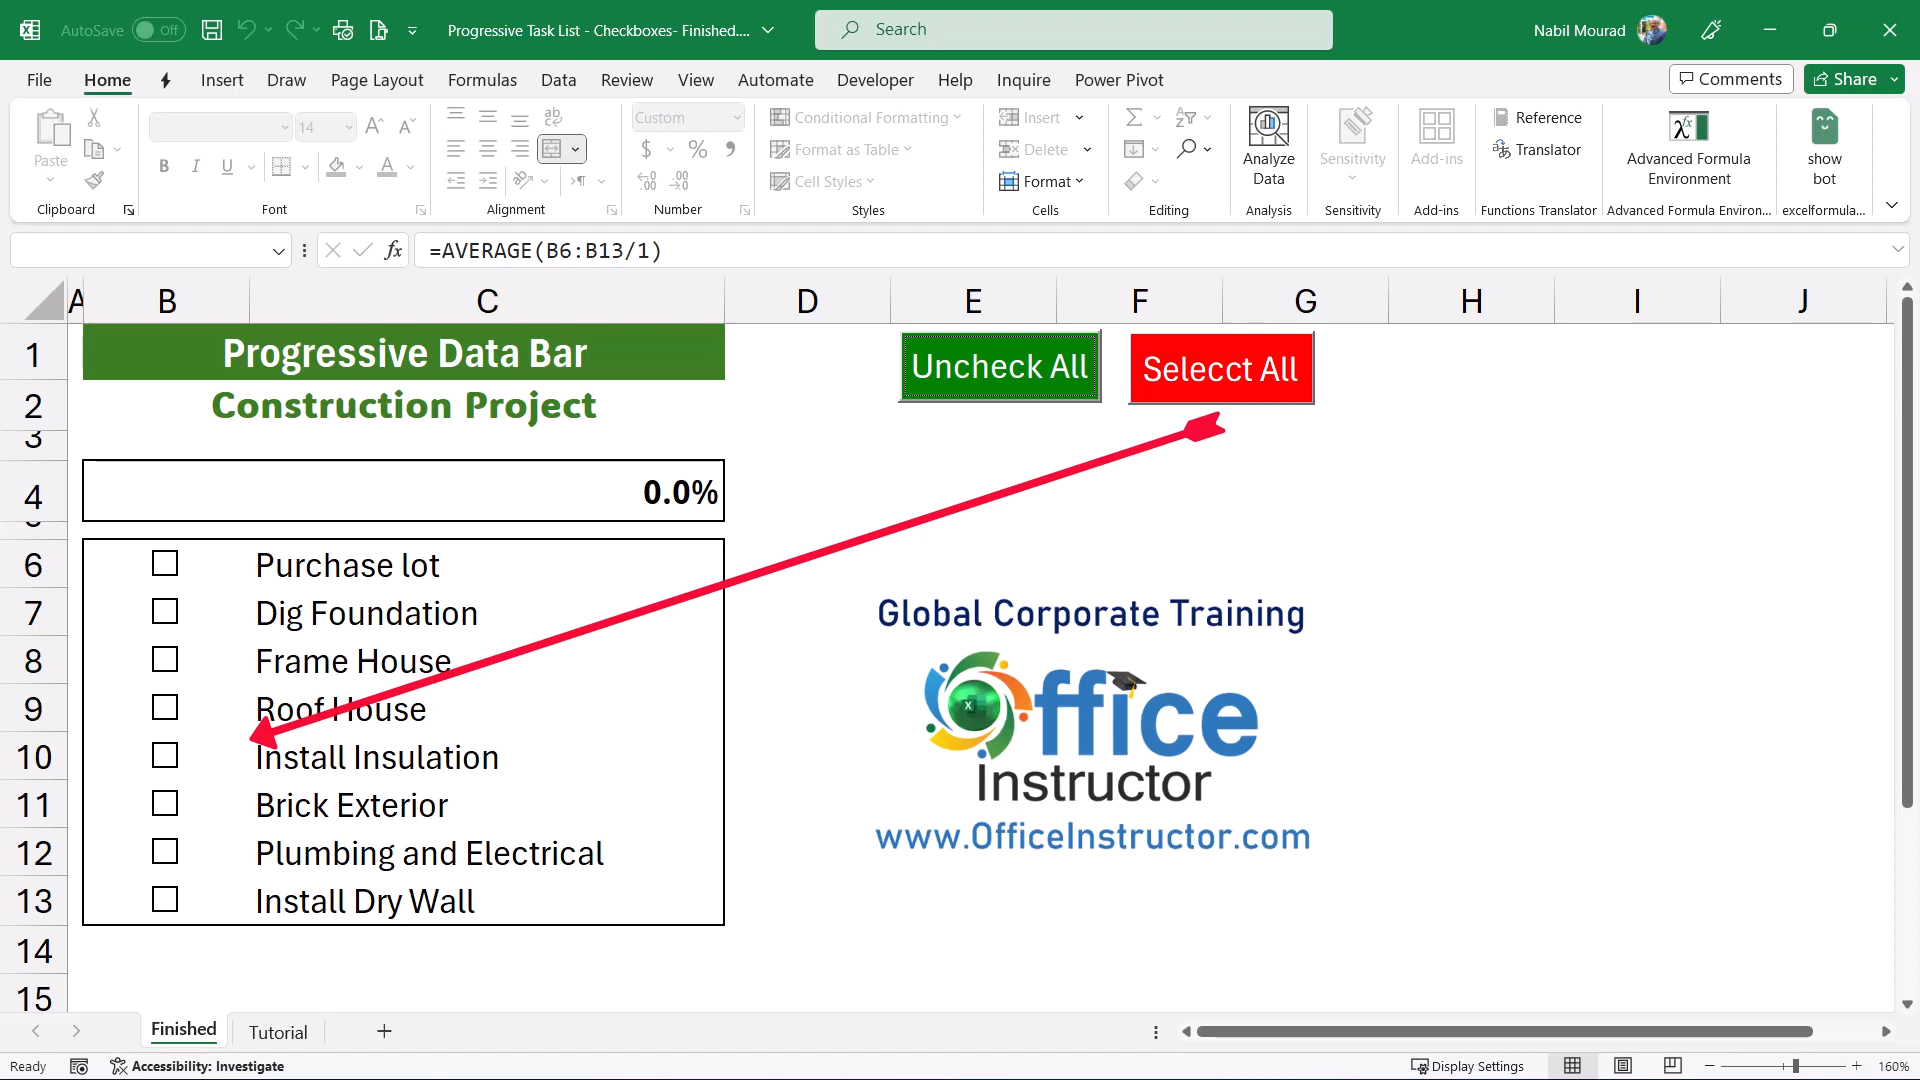 AutoSave Off Progressive Task List - Checkboxes- Finished.... Search Nabil Mourad
File Home Insert Draw Page Layout Formulas Data Review View Automate Developer Help Inquire Power Pivot Comments Share
Paste 14 Custom Conditional Formatting Format as Table Cell Styles Insert Delete Format Analyze Data Sensitivity Add-ins Reference Translator Advanced Formula Environment show bot
Clipboard Font Alignment Number Styles Cells Editing Analysis Sensitivity Add-ins Functions Translator Advanced Formula Environ... excelformula...
fx =AVERAGE(B6:B13/1)
A B C D E F G H I J
1 Progressive Data Bar Uncheck All Selecct All
2 Construction Project
3
4 0.0%
6 Purchase lot
7 Dig Foundation
8 Frame House
9 Roof House
10 Install Insulation
11 Brick Exterior
12 Plumbing and Electrical
13 Install Dry Wall
14
15
Global Corporate Training
Office
Instructor
www.OfficeInstructor.com
Finished Tutorial
Ready Accessibility: Investigate Display Settings 160%